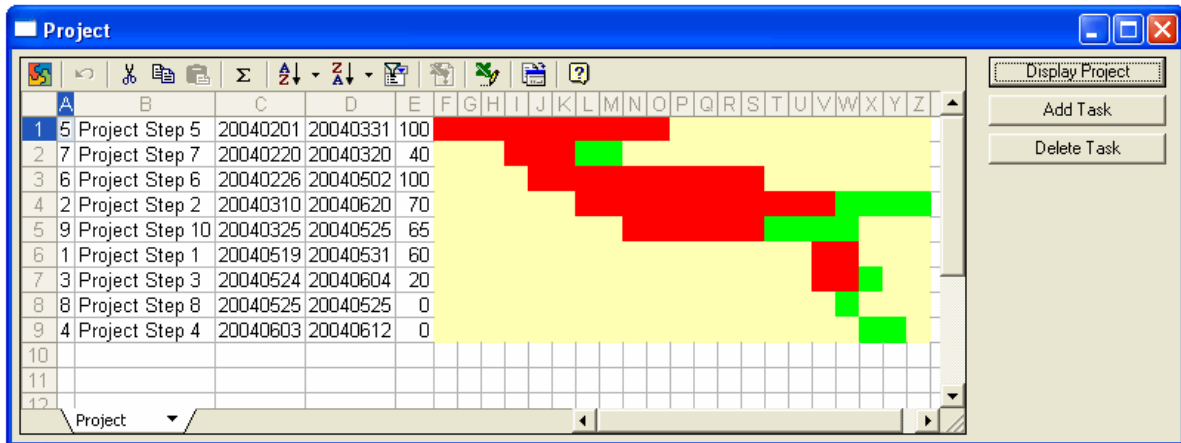 Project
Σ A Z Z A ?
Display Project
Add Task
Delete Task
A B C D E F G H I J K L M N O P Q R S T U V W X Y Z
1 5 Project Step 5 20040201 20040331 100
2 7 Project Step 7 20040220 20040320 40
3 6 Project Step 6 20040226 20040502 100
4 2 Project Step 2 20040310 20040620 70
5 9 Project Step 10 20040325 20040525 65
6 1 Project Step 1 20040519 20040531 60
7 3 Project Step 3 20040524 20040604 20
8 8 Project Step 8 20040525 20040525 0
9 4 Project Step 4 20040603 20040612 0
10
11
12
Project